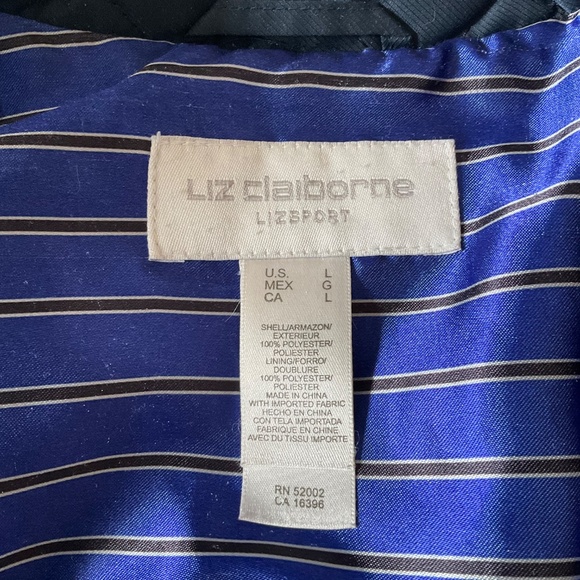 Liz claiborne
LIZSPORT
U.S. L
MEX G
CA L
SHELL/ARMAZON/
EXTERIEUR
100% POLYESTER/
POLIESTER
LINING/FORRO/
DOUBLURE
100% POLYESTER/
POLIESTER
MADE IN CHINA
WITH IMPORTED FABRIC
HECHO EN CHINA
CON TELA IMPORTADA
FABRIQUE EN CHINE
AVEC DU TISSU IMPORTE
RN 52002
CA 16396